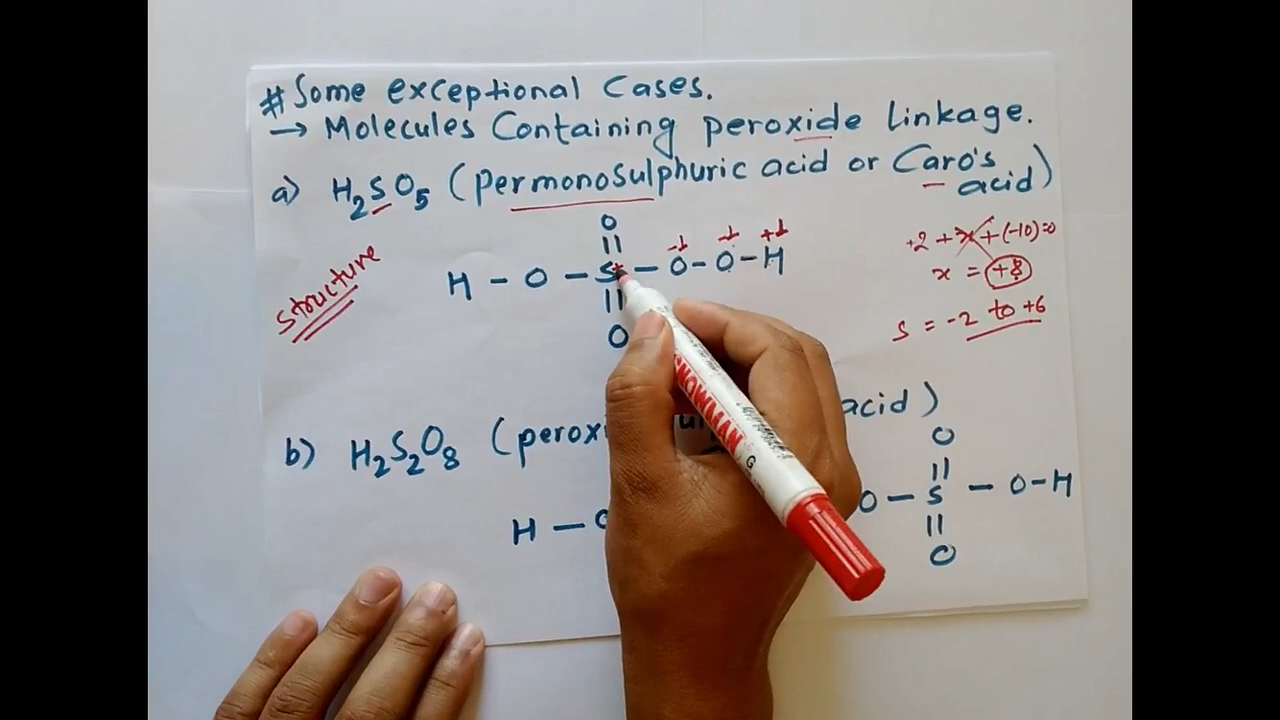 # Some exceptional Cases.
→ Molecules Containing peroxide Linkage.
a) H2SO5 (permonosulphuric acid or Caro's acid)
Structure
O
||
H - O - S - O - O - H
-1 -1 +1
||
O
+2 + x + (-10)=0
x = +8
S = -2 to +6
b) H2S2O8 (perox acid)
O
||
H - O O - S - O - H
||
O
SNOWMAN
G